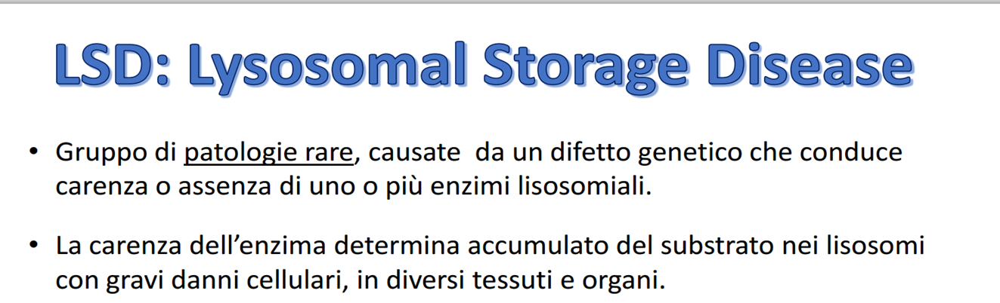 LSD: Lysosomal Storage Disease
• Gruppo di patologie rare, causate  da un difetto genetico che conduce
carenza o assenza di uno o più enzimi lisosomiali.
• La carenza dell’enzima determina accumulato del substrato nei lisosomi
con gravi danni cellulari, in diversi tessuti e organi.